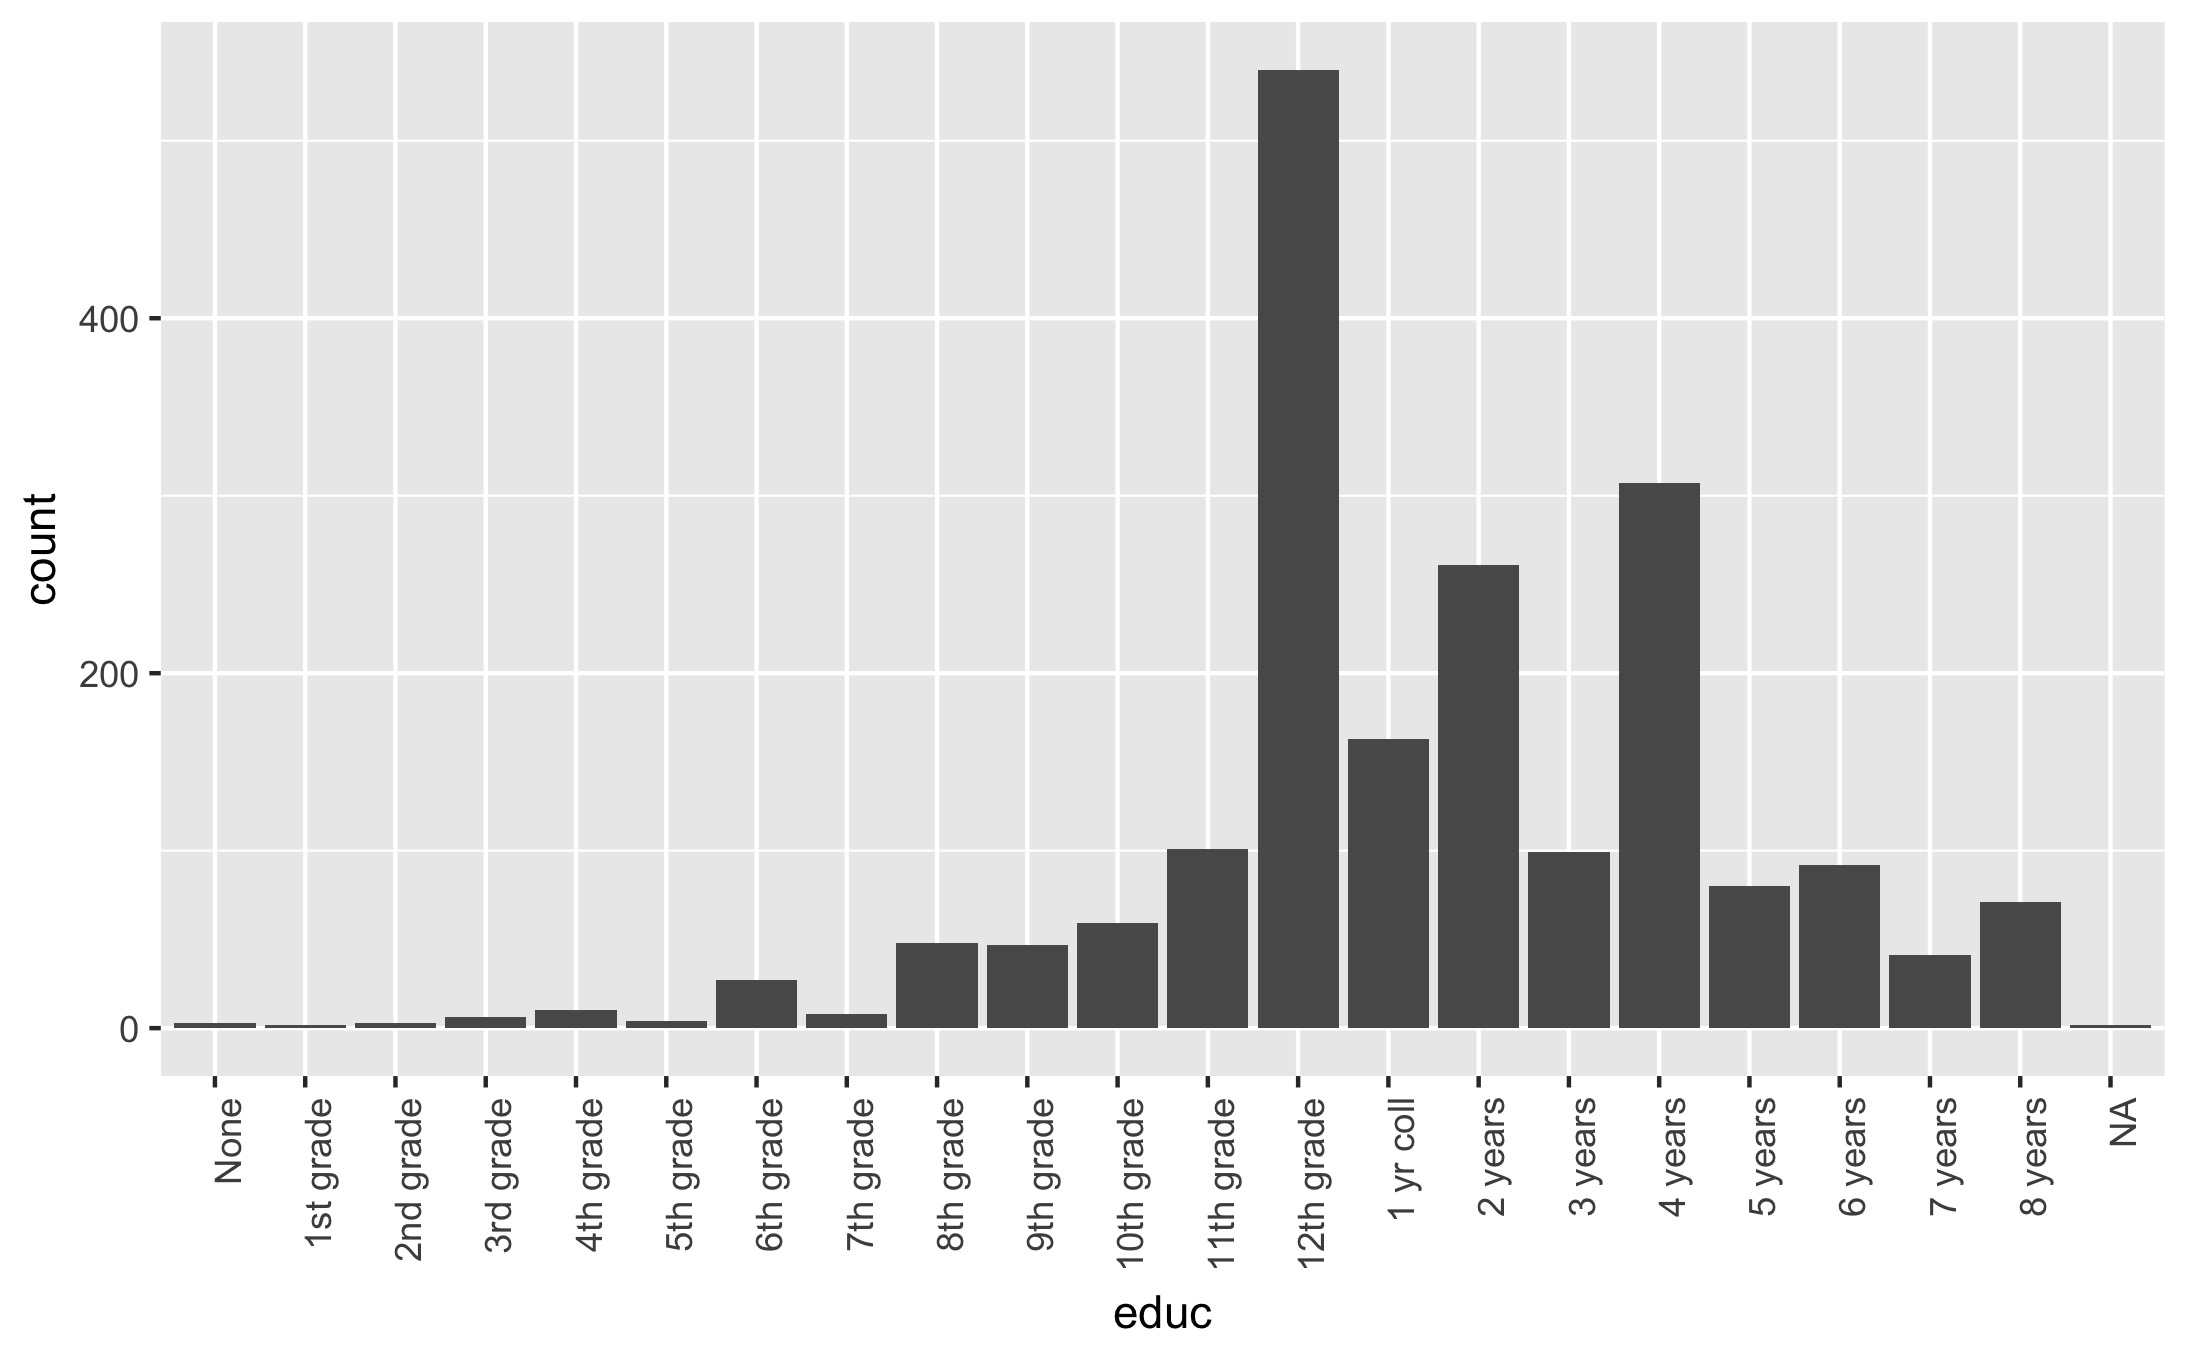 count
400
200
0
None
1st grade
2nd grade
3rd grade
4th grade
5th grade
6th grade
7th grade
8th grade
9th grade
10th grade
11th grade
12th grade
1 yr coll
2 years
3 years
4 years
5 years
6 years
7 years
8 years
NA
educ